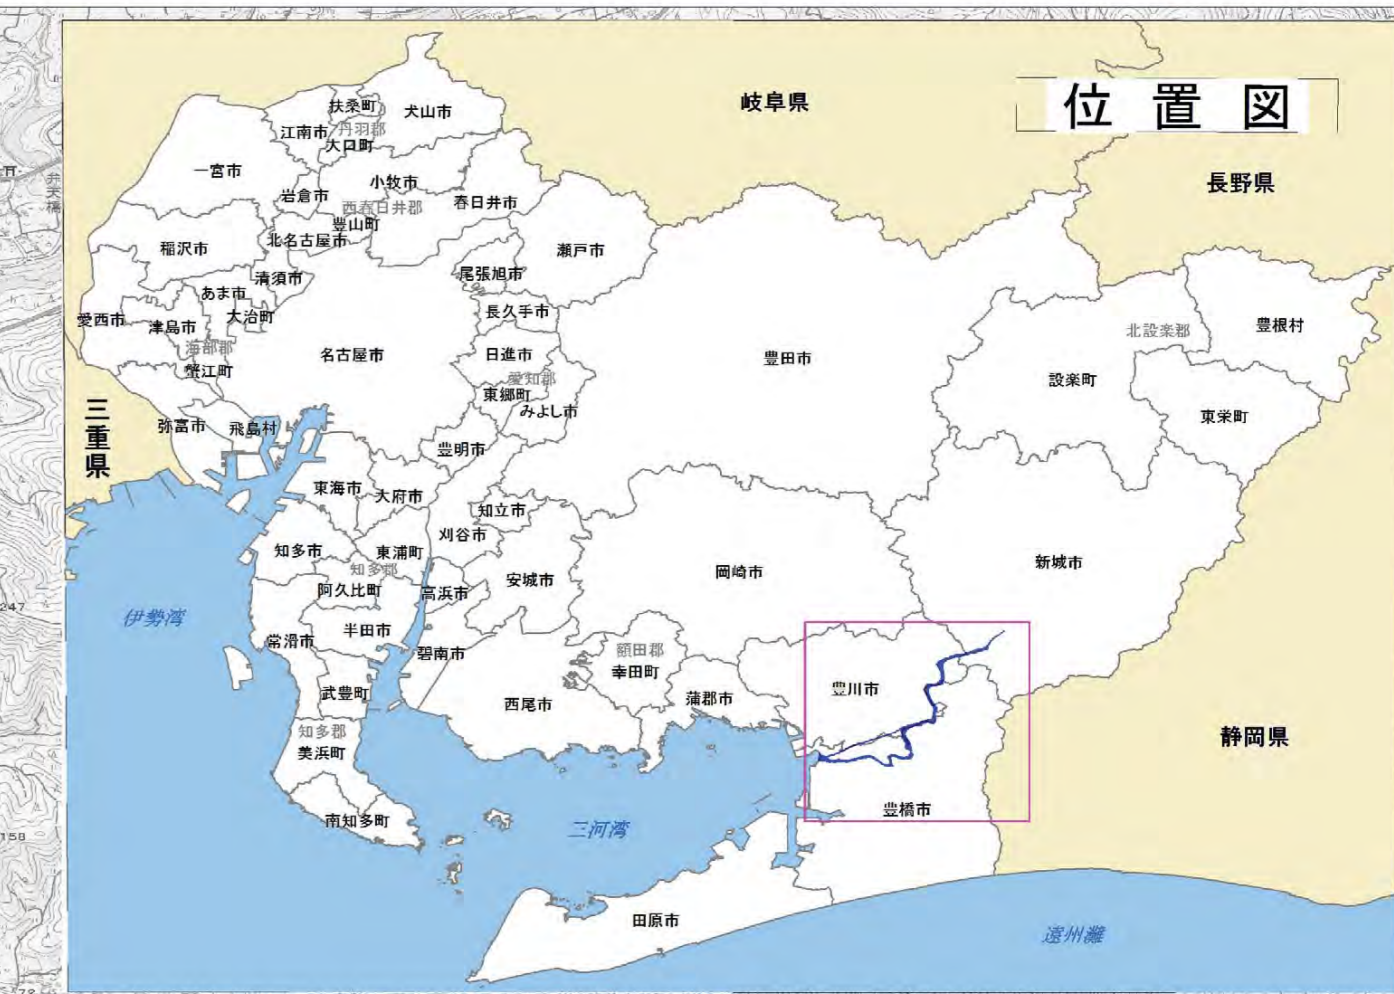 位置図
岐阜県
長野県
静岡県
三重県
扶桑町
犬山市
江南市
丹羽郡
大口町
一宮市
岩倉市
小牧市
西春日井郡
春日井市
豊山町
稲沢市
北名古屋市
瀬戸市
清須市
尾張旭市
あま市
愛西市
津島市
大治町
長久手市
海部郡
名古屋市
日進市
蟹江町
愛知郡
東郷町
みよし市
豊田市
北設楽郡
豊根村
設楽町
東栄町
弥富市
飛島村
豊明市
東海市
大府市
知立市
刈谷市
知多市
東浦町
知多郡
阿久比町
高浜市
安城市
岡崎市
新城市
伊勢湾
常滑市
半田市
碧南市
額田郡
幸田町
武豊町
西尾市
蒲郡市
豊川市
知多郡
美浜町
南知多町
三河湾
豊橋市
田原市
遠州灘
弁天橋
247
158